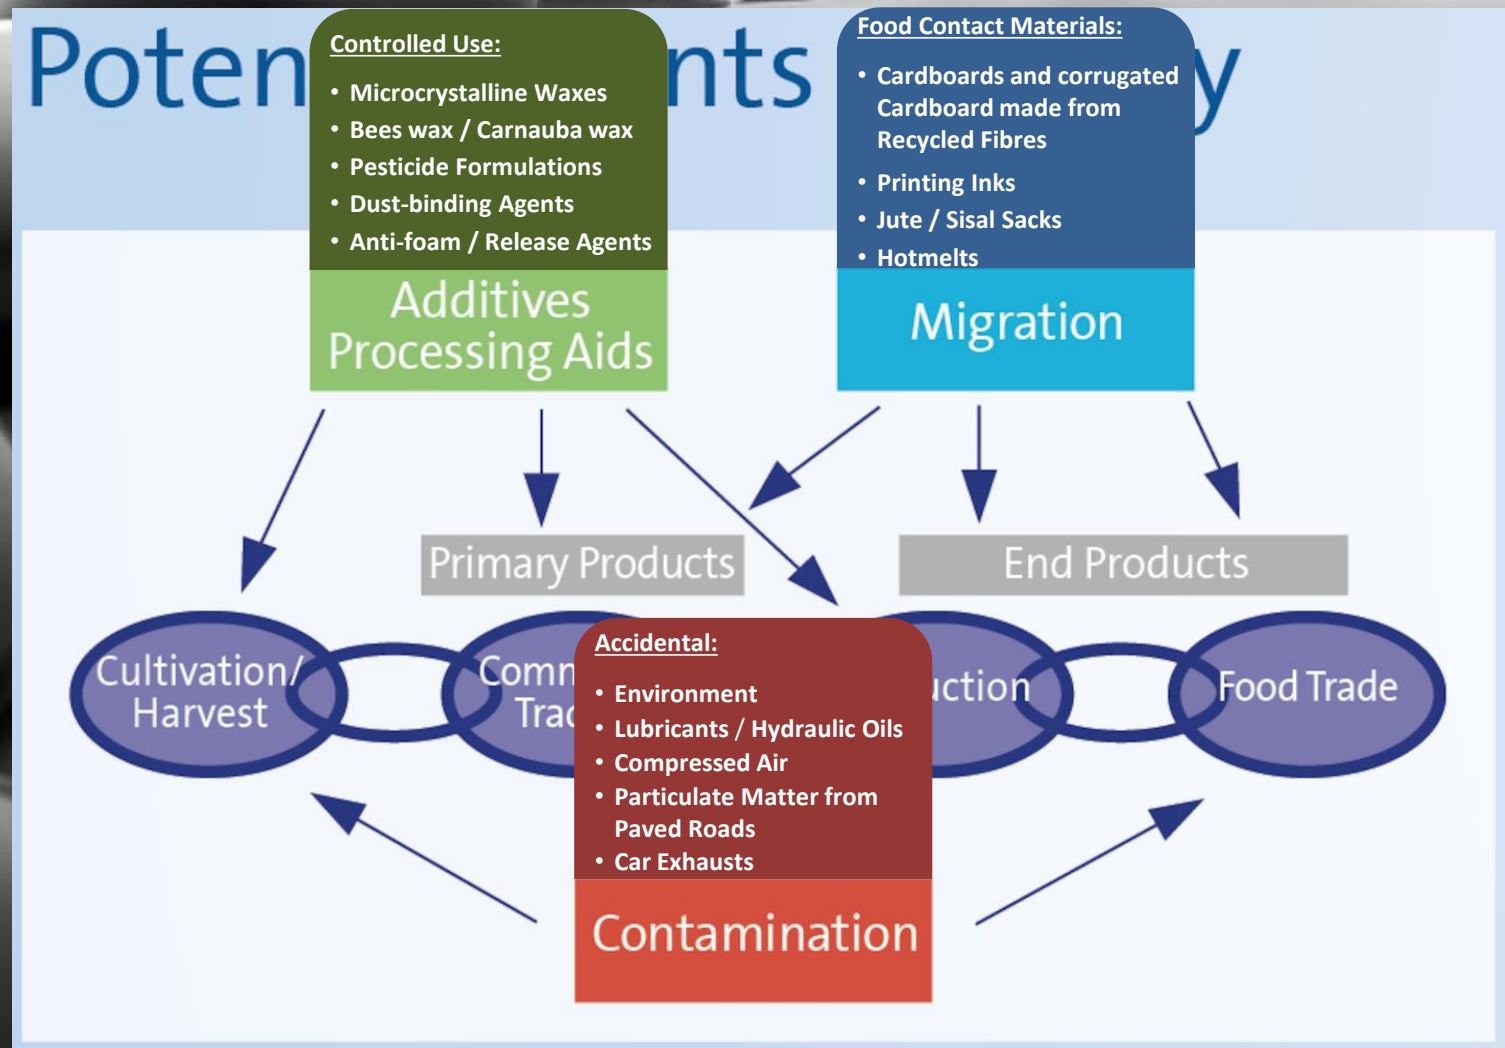 Poten
nts
y
Controlled Use:
• Microcrystalline Waxes
• Bees wax / Carnauba wax
• Pesticide Formulations
• Dust-binding Agents
• Anti-foam / Release Agents
Additives
Processing Aids
Food Contact Materials:
• Cardboards and corrugated
Cardboard made from
Recycled Fibres
• Printing Inks
• Jute / Sisal Sacks
• Hotmelts
Migration
Primary Products
End Products
Cultivation/
Harvest
Comm
Trad
uction
Food Trade
Accidental:
• Environment
• Lubricants / Hydraulic Oils
• Compressed Air
• Particulate Matter from
Paved Roads
• Car Exhausts
Contamination